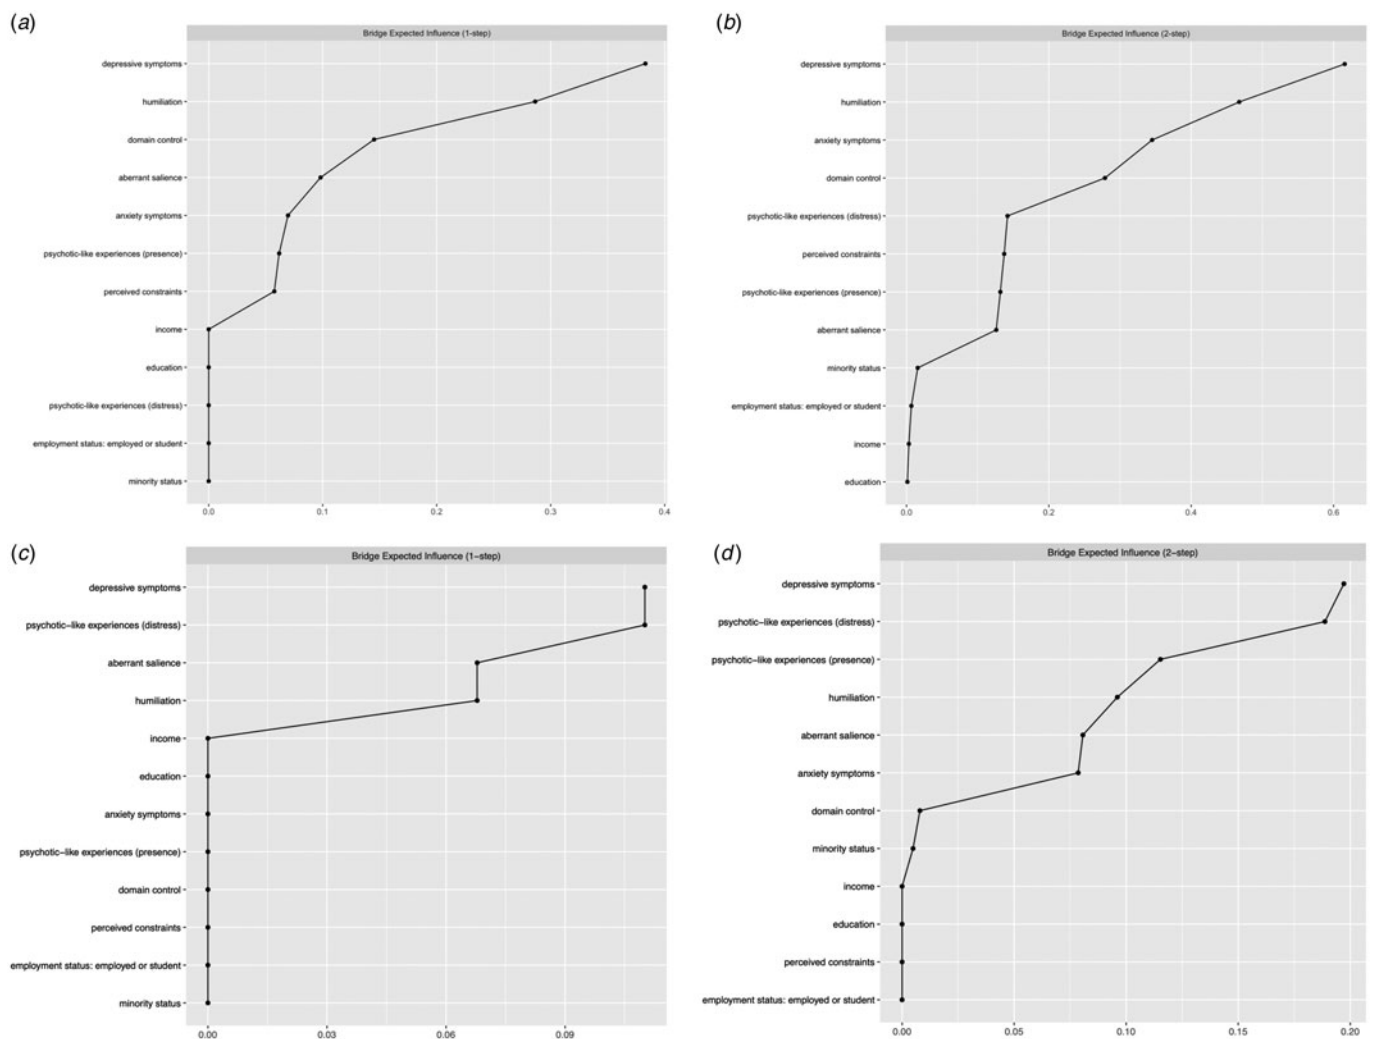 (a)
Bridge Expected Influence (1-step)
depressive symptoms
humiliation
domain control
aberrant salience
anxiety symptoms
psychotic-like experiences (presence)
perceived constraints
income
education
psychotic-like experiences (distress)
employment status: employed or student
minority status
0.0 0.1 0.2 0.3 0.4
(b)
Bridge Expected Influence (2-step)
depressive symptoms
humiliation
anxiety symptoms
domain control
psychotic-like experiences (distress)
perceived constraints
psychotic-like experiences (presence)
aberrant salience
minority status
employment status: employed or student
income
education
0.0 0.2 0.4 0.6
(c)
Bridge Expected Influence (1−step)
depressive symptoms
psychotic−like experiences (distress)
aberrant salience
humiliation
income
education
anxiety symptoms
psychotic−like experiences (presence)
domain control
perceived constraints
employment status: employed or student
minority status
0.00 0.03 0.06 0.09
(d)
Bridge Expected Influence (2−step)
depressive symptoms
psychotic−like experiences (distress)
psychotic−like experiences (presence)
humiliation
aberrant salience
anxiety symptoms
domain control
minority status
income
education
perceived constraints
employment status: employed or student
0.00 0.05 0.10 0.15 0.20